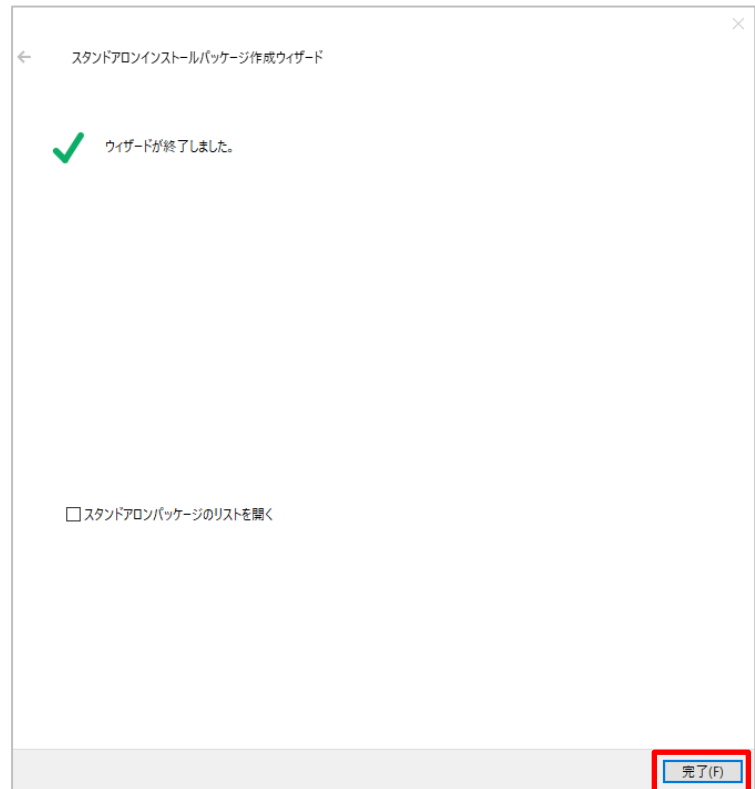 スタンドアロンインストールパッケージ作成ウィザード
ウィザードが終了しました。
スタンドアロンパッケージのリストを開く
完了(F)